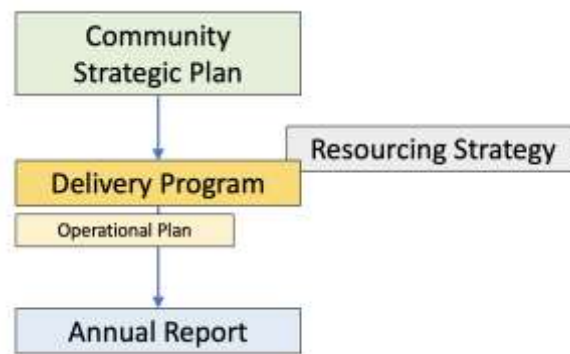 Community
Strategic Plan
Resourcing Strategy
Delivery Program
Operational Plan
Annual Report